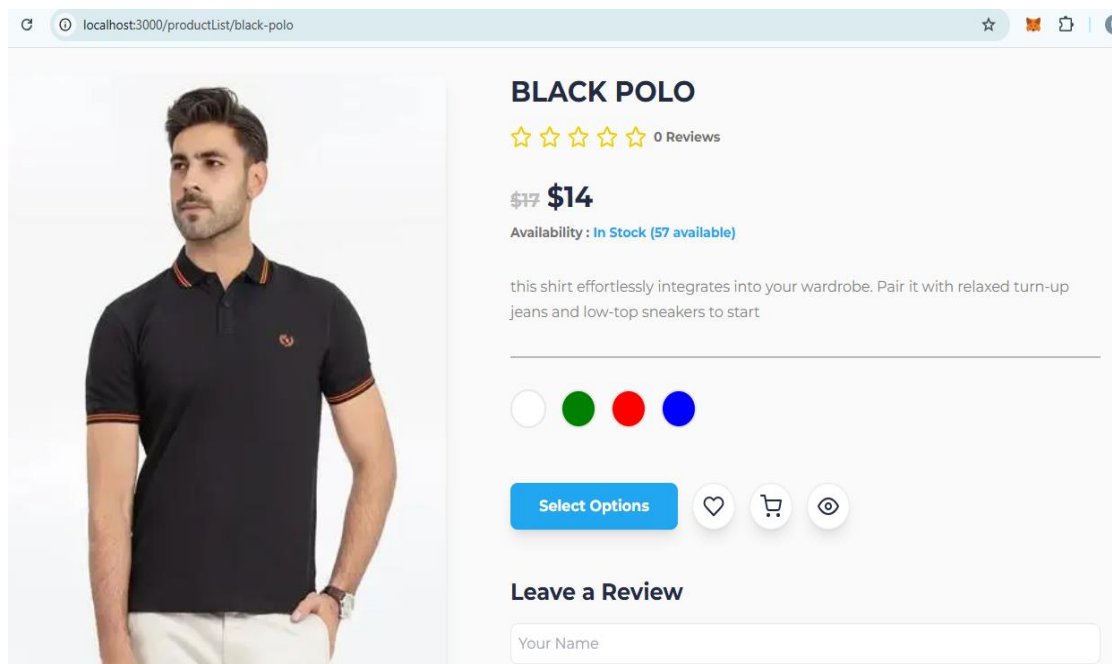 localhost:3000/productList/black-polo
BLACK POLO
0 Reviews
$17 $14
Availability : In Stock (57 available)
this shirt effortlessly integrates into your wardrobe. Pair it with relaxed turn-up
jeans and low-top sneakers to start
Select Options
Leave a Review
Your Name